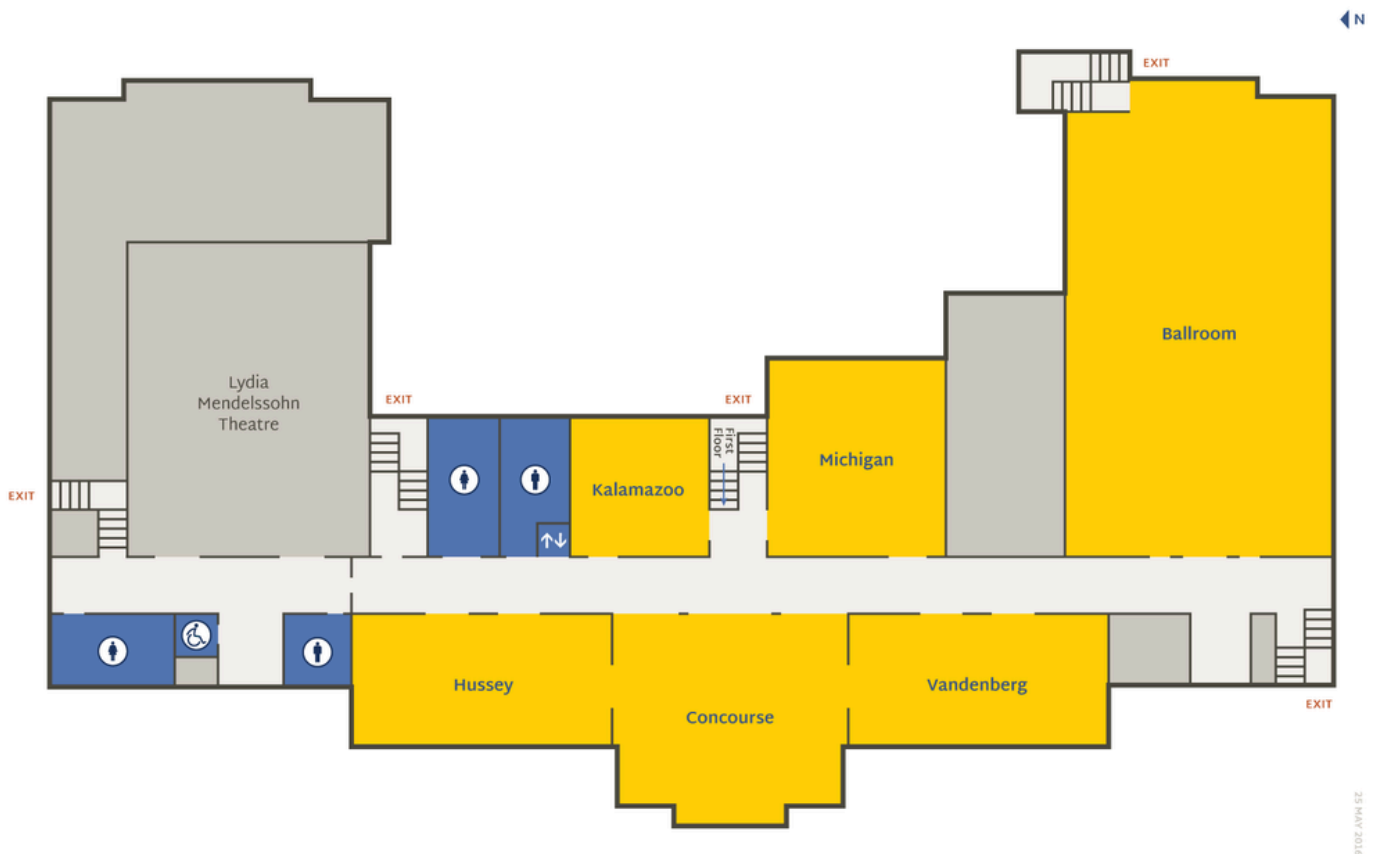 N
EXIT
Ballroom
Lydia
Mendelssohn
Theatre
EXIT
EXIT
First
Floor
Michigan
Kalamazoo
EXIT
Hussey
Vandenberg
Concourse
EXIT
25 MAY 2014